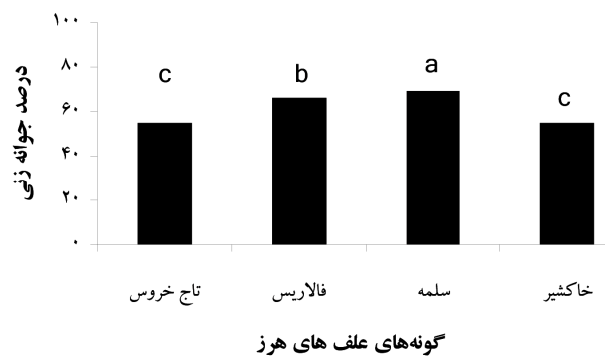 درصد جوانه زنی
۱۰۰
۸۰
۶۰
۴۰
۲۰
۰
c
b
a
c
تاج خروس
فالاریس
سلمه
خاکشیر
گونه‌های علف های هرز